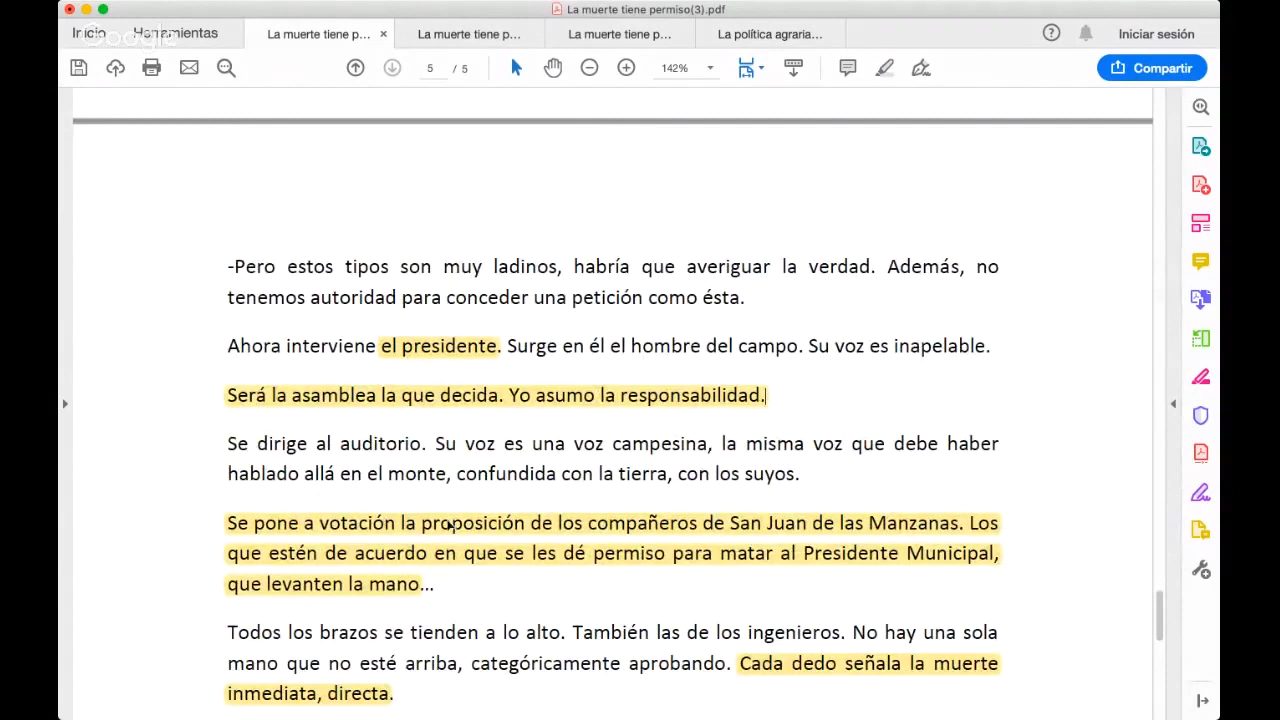 La muerte tiene permiso(3).pdf
Inicio Herramientas La muerte tiene p... × La muerte tiene p... La muerte tiene p... La política agraria... Iniciar sesión
Google
5 / 5 142% Compartir
-Pero estos tipos son muy ladinos, habría que averiguar la verdad. Además, no
tenemos autoridad para conceder una petición como ésta.
Ahora interviene el presidente. Surge en él el hombre del campo. Su voz es inapelable.
Será la asamblea la que decida. Yo asumo la responsabilidad.
Se dirige al auditorio. Su voz es una voz campesina, la misma voz que debe haber
hablado allá en el monte, confundida con la tierra, con los suyos.
Se pone a votación la proposición de los compañeros de San Juan de las Manzanas. Los
que estén de acuerdo en que se les dé permiso para matar al Presidente Municipal,
que levanten la mano...
Todos los brazos se tienden a lo alto. También las de los ingenieros. No hay una sola
mano que no esté arriba, categóricamente aprobando. Cada dedo señala la muerte
inmediata, directa.